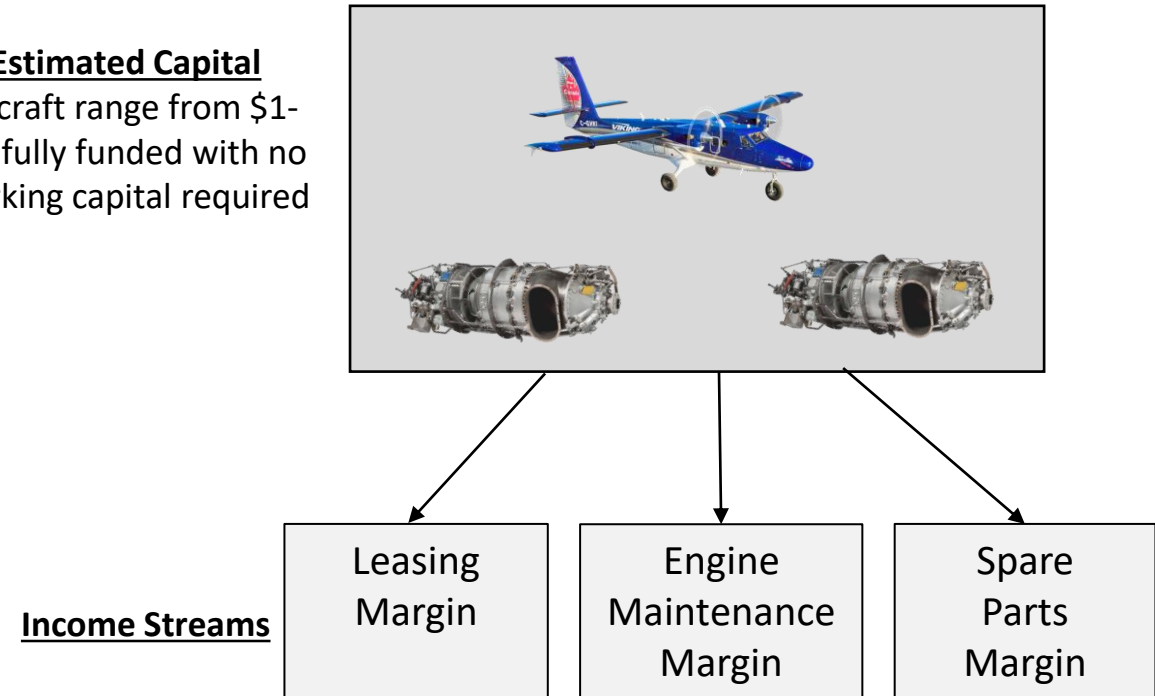 Estimated Capital
craft range from $1-
fully funded with no
king capital required
VIKING
Leasing
Margin
Engine
Maintenance
Margin
Spare
Parts
Margin
Income Streams